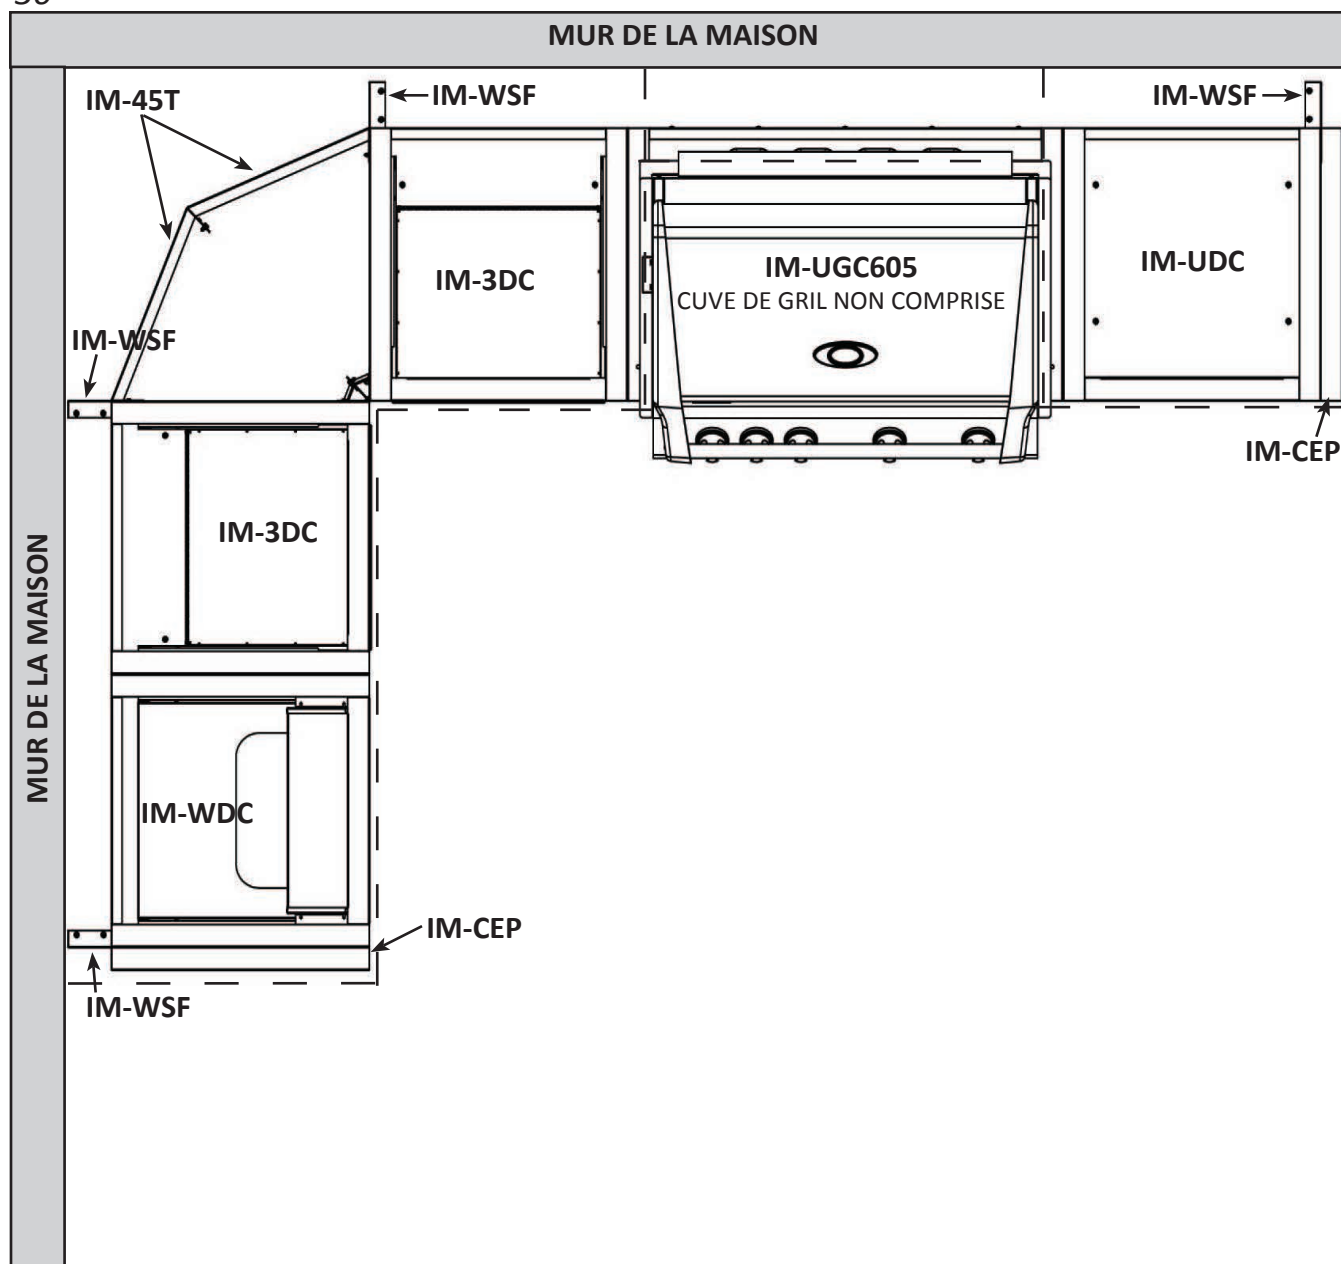 MUR DE LA MAISON
IM-45T
IM-WSF
IM-WSF
IM-3DC
IM-UGC605
CUVE DE GRIL NON COMPRISE
IM-UDC
IM-WSF
IM-CEP
IM-3DC
MUR DE LA MAISON
IM-WDC
IM-CEP
IM-WSF